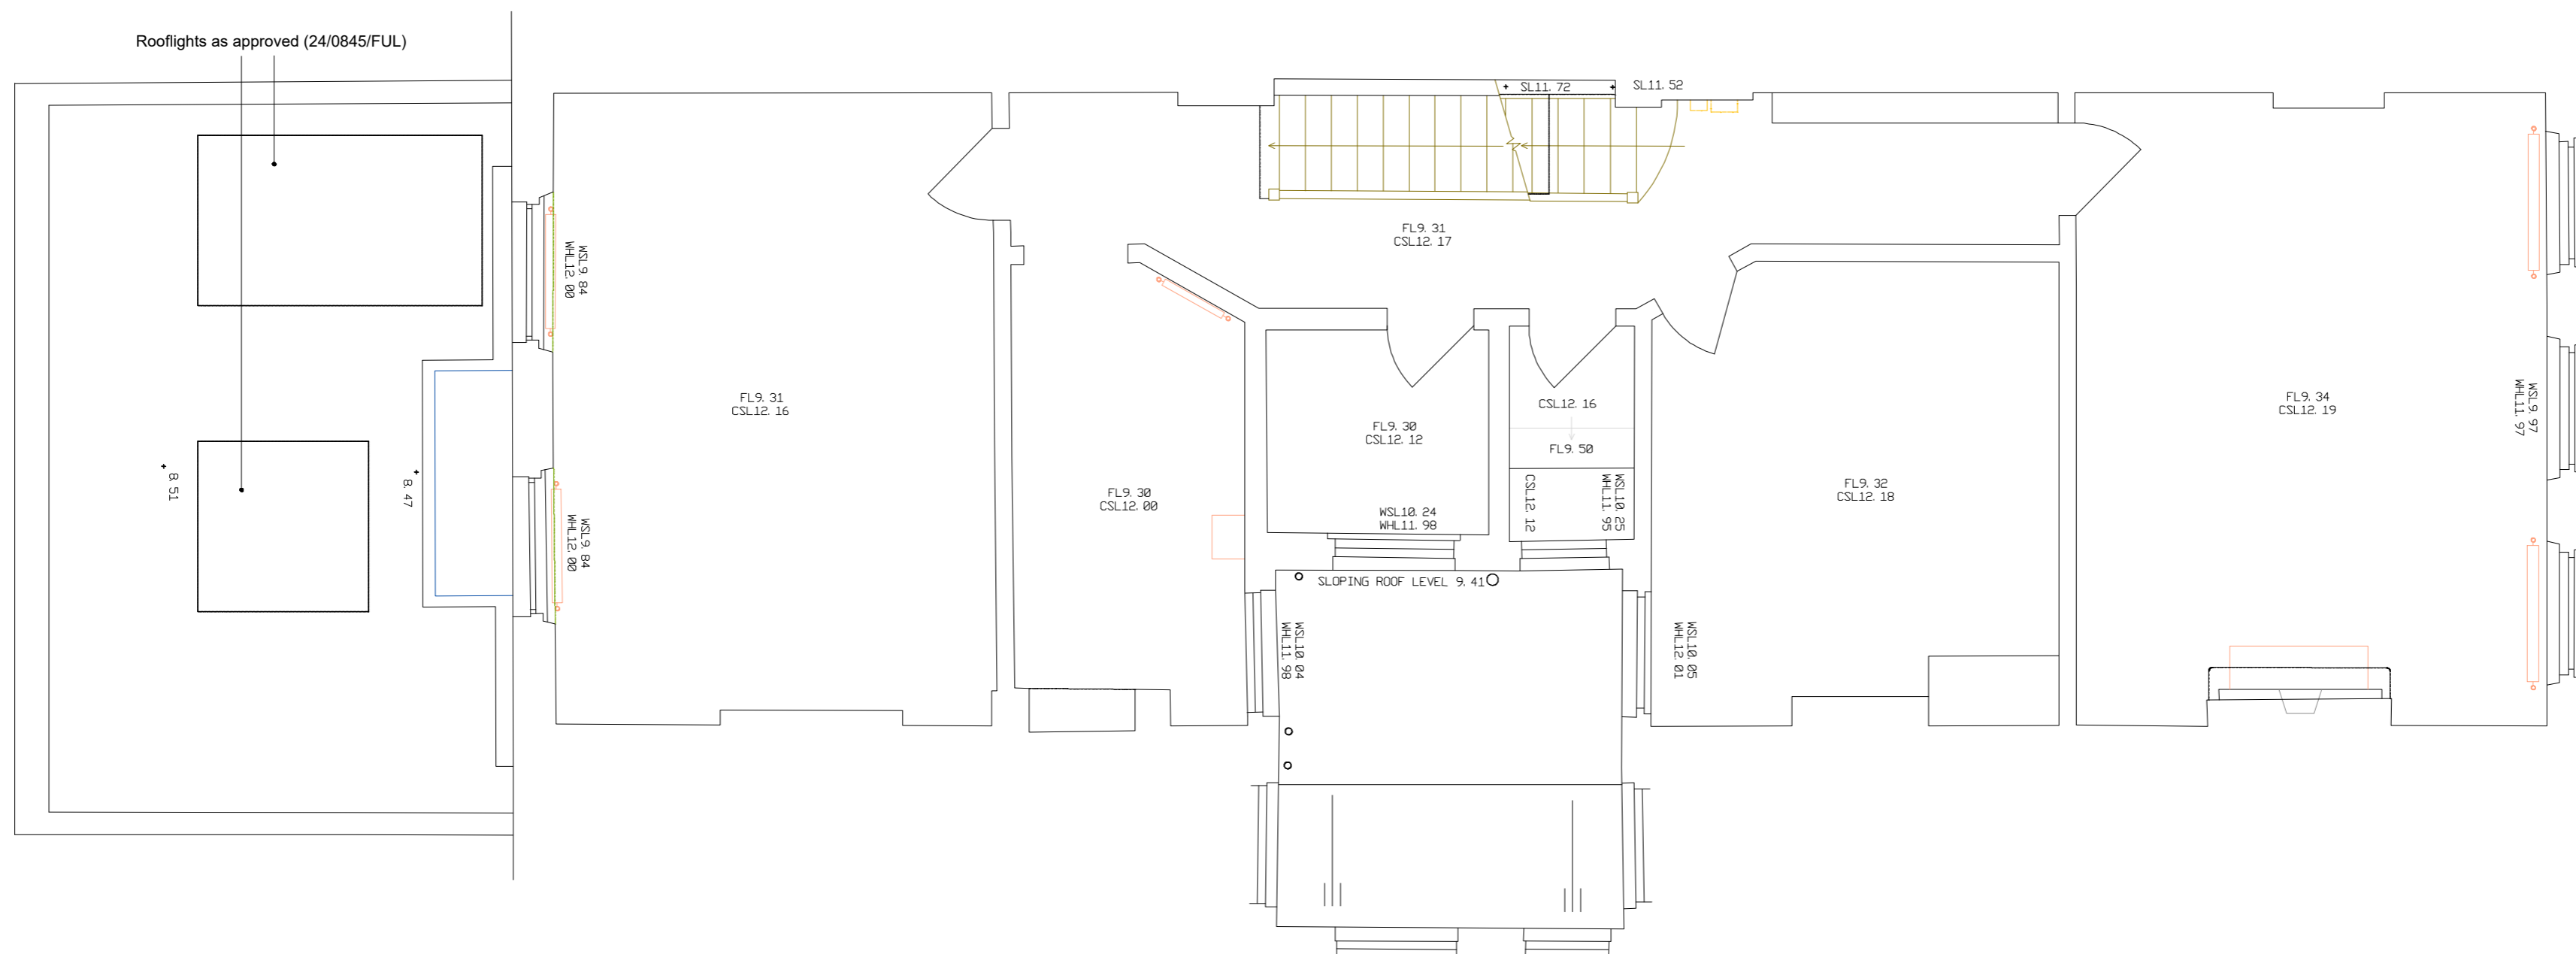 Rooflights as approved (24/0845/FUL)
SL11. 72
SL11. 52
FL9. 31
CSL12. 17
WSL9. 84
WHL12. 00
FL9. 31
CSL12. 16
FL9. 34
CSL12. 19
WSL9. 97
WHL11. 97
CSL12. 16
FL9. 30
CSL12. 12
FL9. 50
8. 51
8. 47
FL9. 30
CSL12. 00
FL9. 32
CSL12. 18
CSL12. 12
WSL10. 25
WHL11. 95
WSL10. 24
WHL11. 98
WSL9. 84
WHL12. 00
SLOPING ROOF LEVEL 9. 41
WSL10. 04
WHL11. 98
WSL10. 05
WHL12. 01